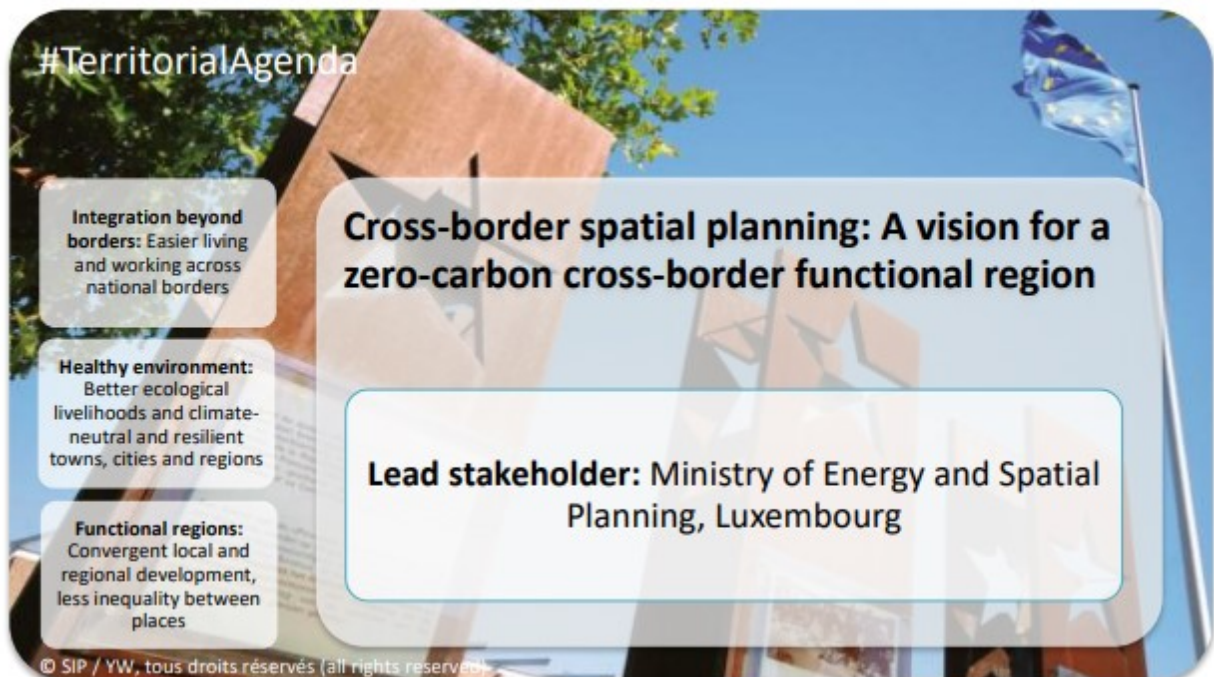 #TerritorialAgenda
Integration beyond
borders: Easier living
and working across
national borders
Healthy environment:
Better ecological
livelihoods and climate-
neutral and resilient
towns, cities and regions
Functional regions:
Convergent local and
regional development,
less inequality between
places
Cross-border spatial planning: A vision for a
zero-carbon cross-border functional region
Lead stakeholder: Ministry of Energy and Spatial
Planning, Luxembourg
© SIP / YW, tous droits réservés (all rights reserved)